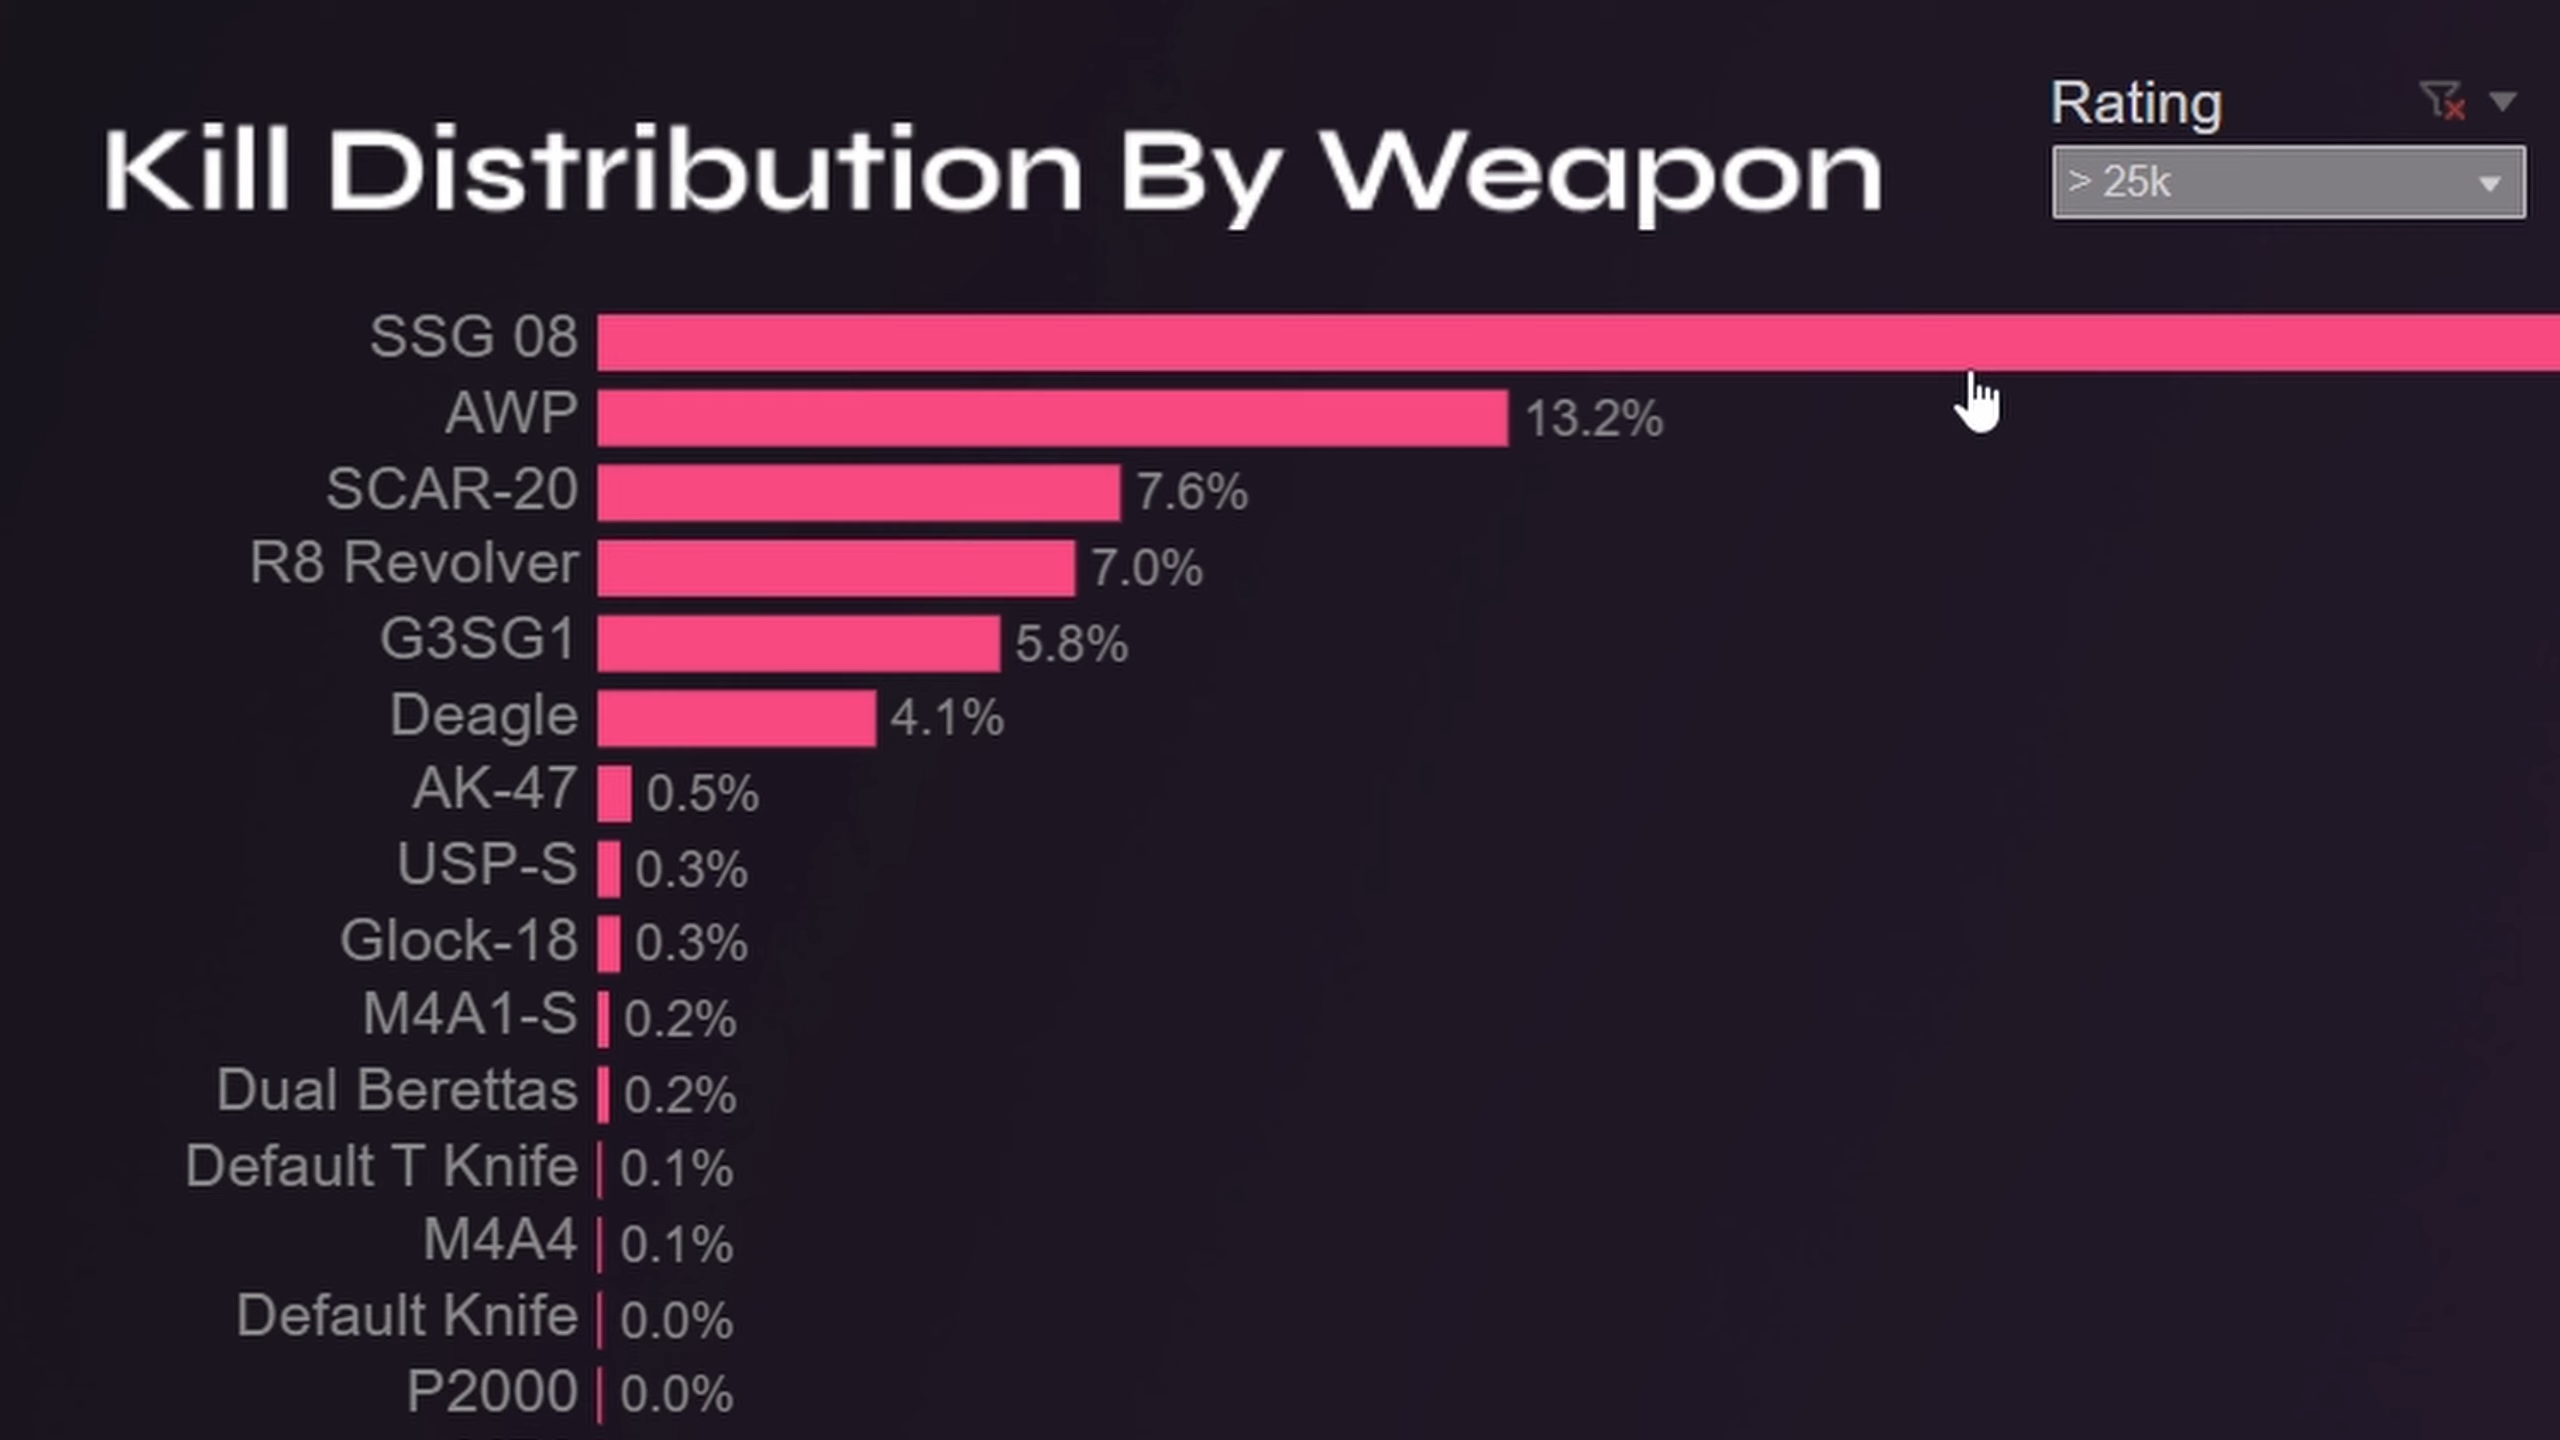 Kill Distribution By Weapon
Rating
> 25k
SSG 08
AWP 13.2%
SCAR-20 7.6%
R8 Revolver 7.0%
G3SG1 5.8%
Deagle 4.1%
AK-47 0.5%
USP-S 0.3%
Glock-18 0.3%
M4A1-S 0.2%
Dual Berettas 0.2%
Default T Knife 0.1%
M4A4 0.1%
Default Knife 0.0%
P2000 0.0%